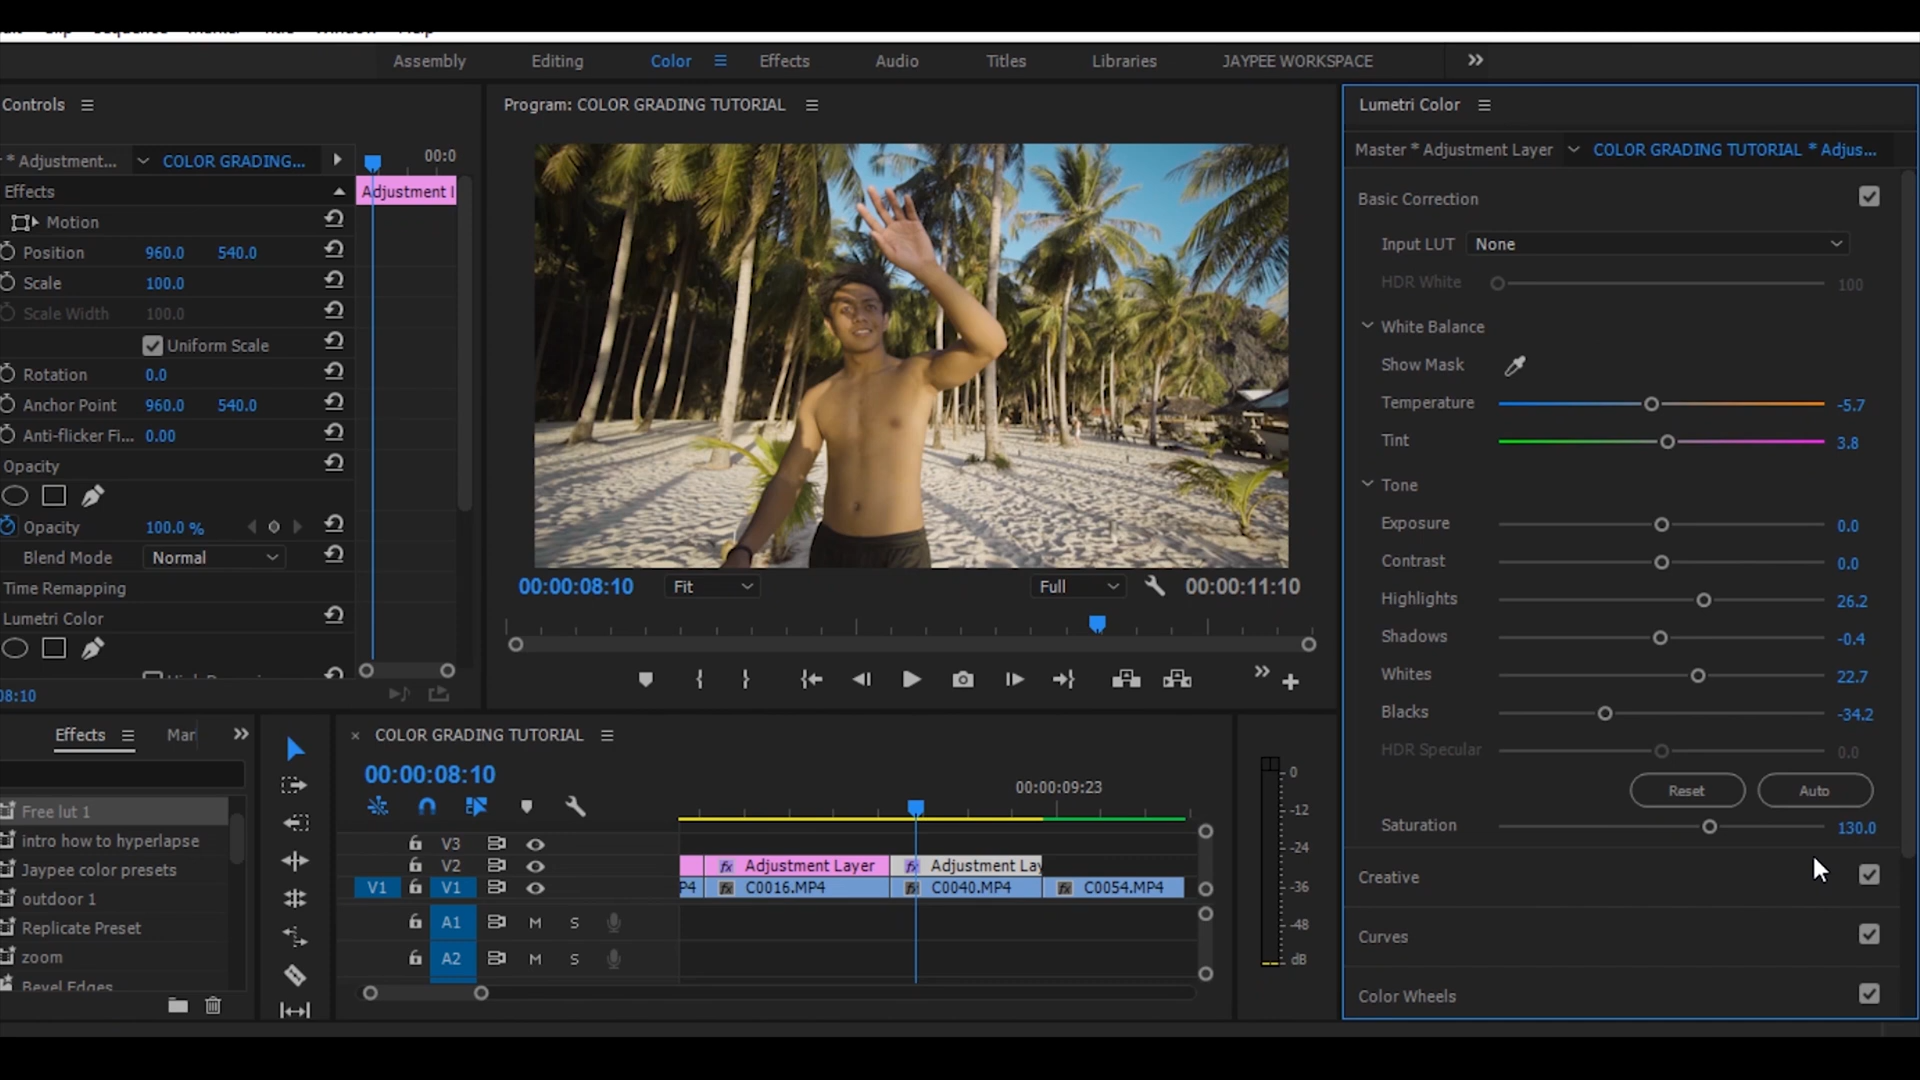 Assembly Editing Color Effects Audio Titles Libraries JAYPEE WORKSPACE
Controls
* Adjustment... COLOR GRADING... 00:0
Effects
Adjustment l
Motion
Position 960.0 540.0
Scale 100.0
Scale Width 100.0
Uniform Scale
Rotation 0.0
Anchor Point 960.0 540.0
Anti-flicker Fi... 0.00
Opacity
Opacity 100.0 %
Blend Mode Normal
Time Remapping
Lumetri Color
08:10
Program: COLOR GRADING TUTORIAL
00:00:08:10 Fit Full 00:00:11:10
Lumetri Color
Master * Adjustment Layer COLOR GRADING TUTORIAL * Adjus...
Basic Correction
Input LUT None
HDR White 100
White Balance
Show Mask
Temperature -5.7
Tint 3.8
Tone
Exposure 0.0
Contrast 0.0
Highlights 26.2
Shadows -0.4
Whites 22.7
Blacks -34.2
HDR Specular 0.0
Reset Auto
Saturation 130.0
Creative
Curves
Color Wheels
Effects Mar
Free lut 1
intro how to hyperlapse
Jaypee color presets
outdoor 1
Replicate Preset
zoom
Bevel Edges
× COLOR GRADING TUTORIAL
00:00:08:10
00:00:09:23
V3
V2 fx Adjustment Layer fx Adjustment Lay
V1 V1 P4 fx C0016.MP4 fx C0040.MP4 fx C0054.MP4
A1 M S
A2 M S
0
-12
-24
-36
-48
dB